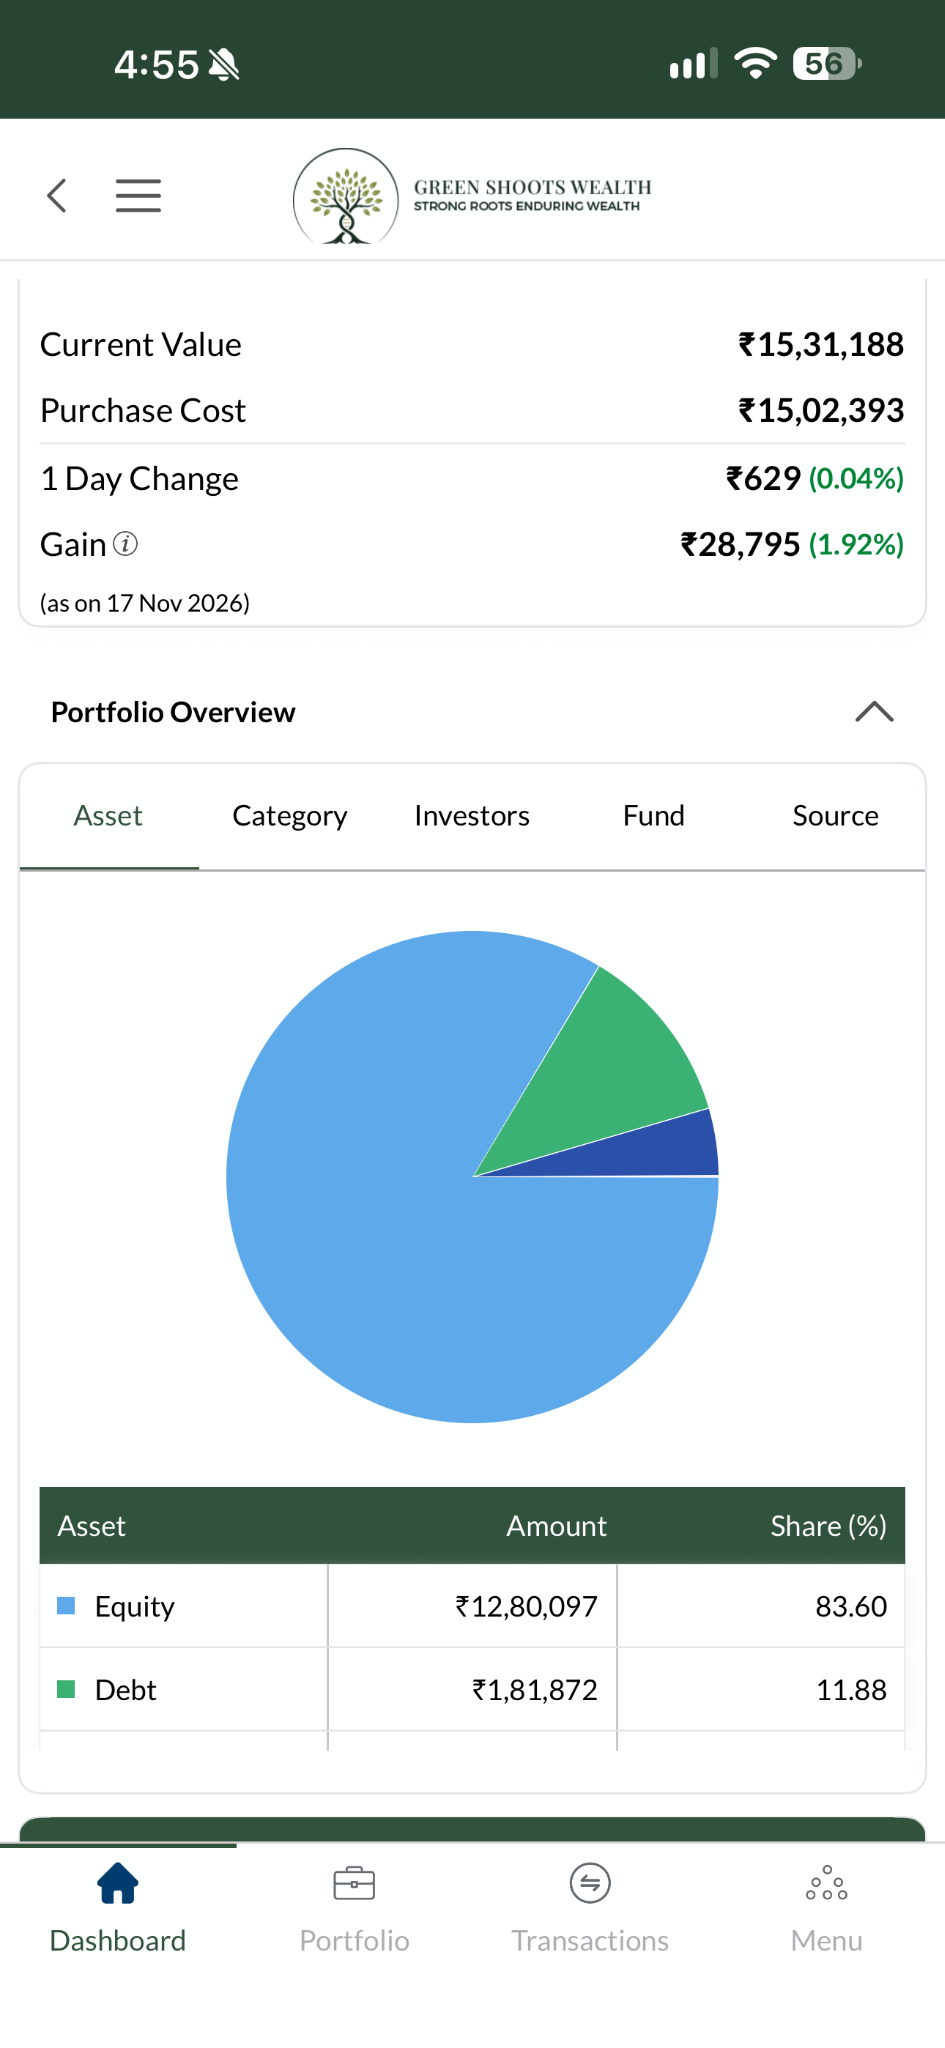 4:55
56
GREEN SHOOTS WEALTH
STRONG ROOTS ENDURING WEALTH
Current Value ₹15,31,188
Purchase Cost ₹15,02,393
1 Day Change ₹629 (0.04%)
Gain ₹28,795 (1.92%)
(as on 17 Nov 2026)
Portfolio Overview
Asset Category Investors Fund Source
Asset Amount Share (%)
Equity ₹12,80,097 83.60
Debt ₹1,81,872 11.88
Dashboard Portfolio Transactions Menu